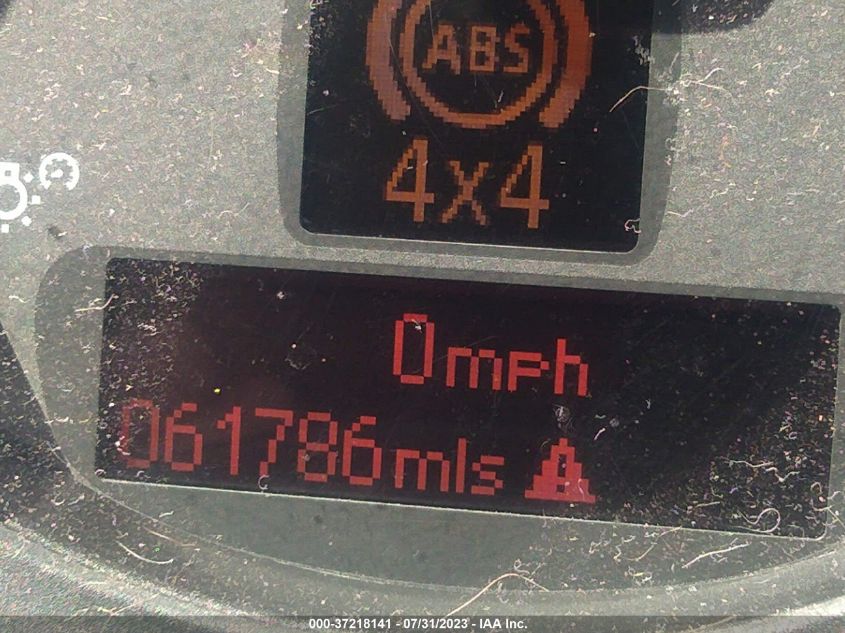 ABS
4x4
0mph
061786mls
000-37218141 - 07/31/2023 - IAA Inc.